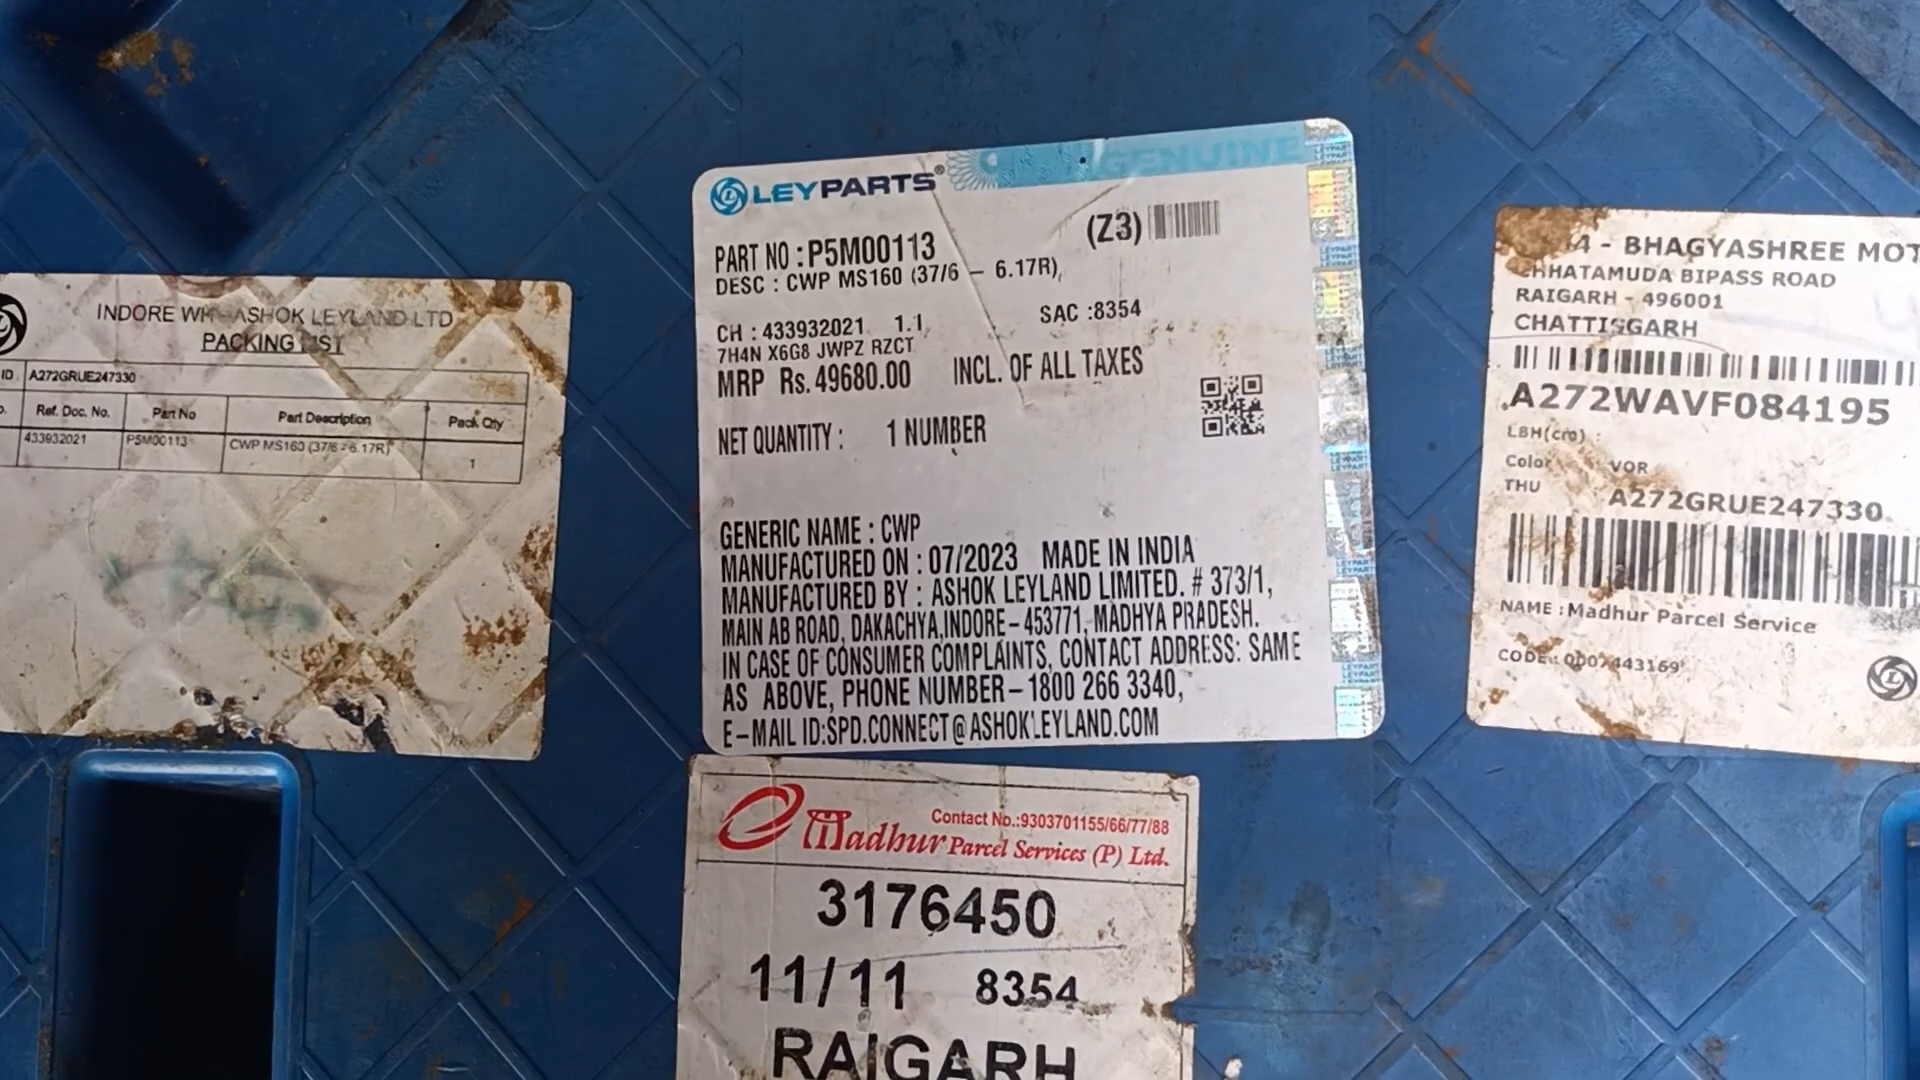 INDORE WH-ASHOK LEYLAND LTD
PACKING LIST
ID A272GRUE247330
Ref. Doc. No. Part No Part Description Pack Qty
433932021 P5M00113 CWP MS160 (37/6 - 6.17R) 1
LEYPARTS® GENUINE
(Z3)
PART NO : P5M00113
DESC : CWP MS160 (37/6 – 6.17R),
CH : 433932021 1.1 SAC :8354
7H4N X6G8 JWPZ RZCT
MRP Rs. 49680.00 INCL. OF ALL TAXES
NET QUANTITY : 1 NUMBER
GENERIC NAME : CWP
MANUFACTURED ON : 07/2023 MADE IN INDIA
MANUFACTURED BY : ASHOK LEYLAND LIMITED. # 373/1,
MAIN AB ROAD, DAKACHYA,INDORE – 453771, MADHYA PRADESH.
IN CASE OF CONSUMER COMPLAINTS, CONTACT ADDRESS: SAME
AS ABOVE, PHONE NUMBER – 1800 266 3340,
E–MAIL ID:SPD.CONNECT@ASHOKLEYLAND.COM
4 - BHAGYASHREE MOT
CHHATAMUDA BIPASS ROAD
RAIGARH - 496001
CHATTISGARH
A272WAVF084195
LBH(cm) :
Color VOR
THU A272GRUE247330
NAME : Madhur Parcel Service
CODE : 0007443169
Contact No.:9303701155/66/77/88
Madhur Parcel Services (P) Ltd.
3176450
11/11 8354
RAIGARH